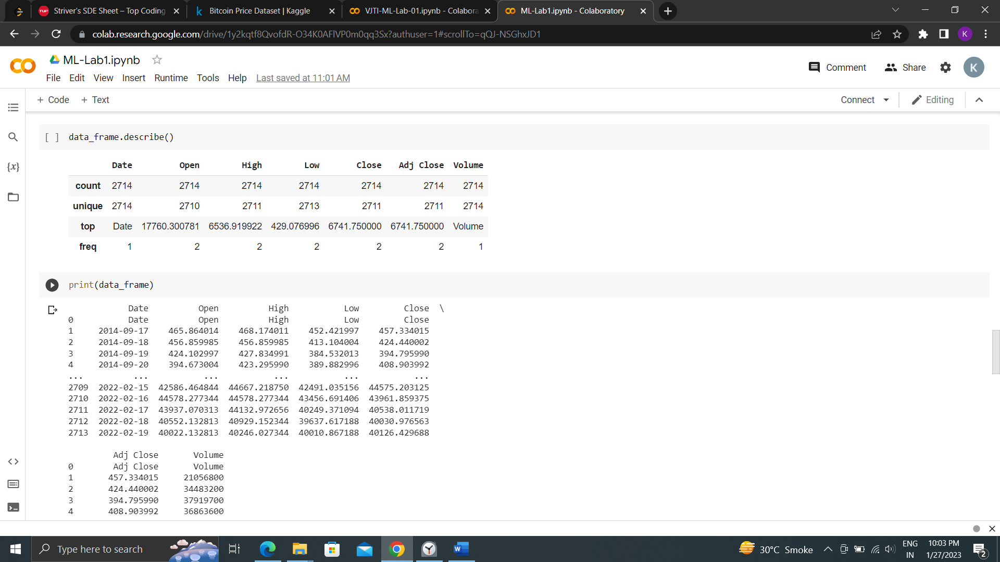 Striver's SDE Sheet – Top Coding
Bitcoin Price Dataset | Kaggle
VJTI-ML-Lab-01.ipynb - Colabora
ML-Lab1.ipynb - Colaboratory
colab.research.google.com/drive/1y2kqtf8QvofdR-O34K0AFlVP0m0qq3Sx?authuser=1#scrollTo=qQJ-NSGhxJD1
K
ML-Lab1.ipynb
Comment Share K
File Edit View Insert Runtime Tools Help Last saved at 11:01 AM
+ Code + Text Connect Editing
[ ] data_frame.describe()
Date Open High Low Close Adj Close Volume
count 2714 2714 2714 2714 2714 2714 2714
unique 2714 2710 2711 2713 2711 2711 2714
top Date 17760.300781 6536.919922 429.076996 6741.750000 6741.750000 Volume
freq 1 2 2 2 2 2 1
{x}
print(data_frame)
Date Open High Low Close \
0 Date Open High Low Close
1 2014-09-17 465.864014 468.174011 452.421997 457.334015
2 2014-09-18 456.859985 456.859985 413.104004 424.440002
3 2014-09-19 424.102997 427.834991 384.532013 394.795990
4 2014-09-20 394.673004 423.295990 389.882996 408.903992
... ... ... ... ... ...
2709 2022-02-15 42586.464844 44667.218750 42491.035156 44575.203125
2710 2022-02-16 44578.277344 44578.277344 43456.691406 43961.859375
2711 2022-02-17 43937.070313 44132.972656 40249.371094 40538.011719
2712 2022-02-18 40552.132813 40929.152344 39637.617188 40030.976563
2713 2022-02-19 40022.132813 40246.027344 40010.867188 40126.429688
Adj Close Volume
0 Adj Close Volume
1 457.334015 21056800
2 424.440002 34483200
3 394.795990 37919700
4 408.903992 36863600
Type here to search
30°C Smoke
ENG
IN
10:03 PM
1/27/2023
2